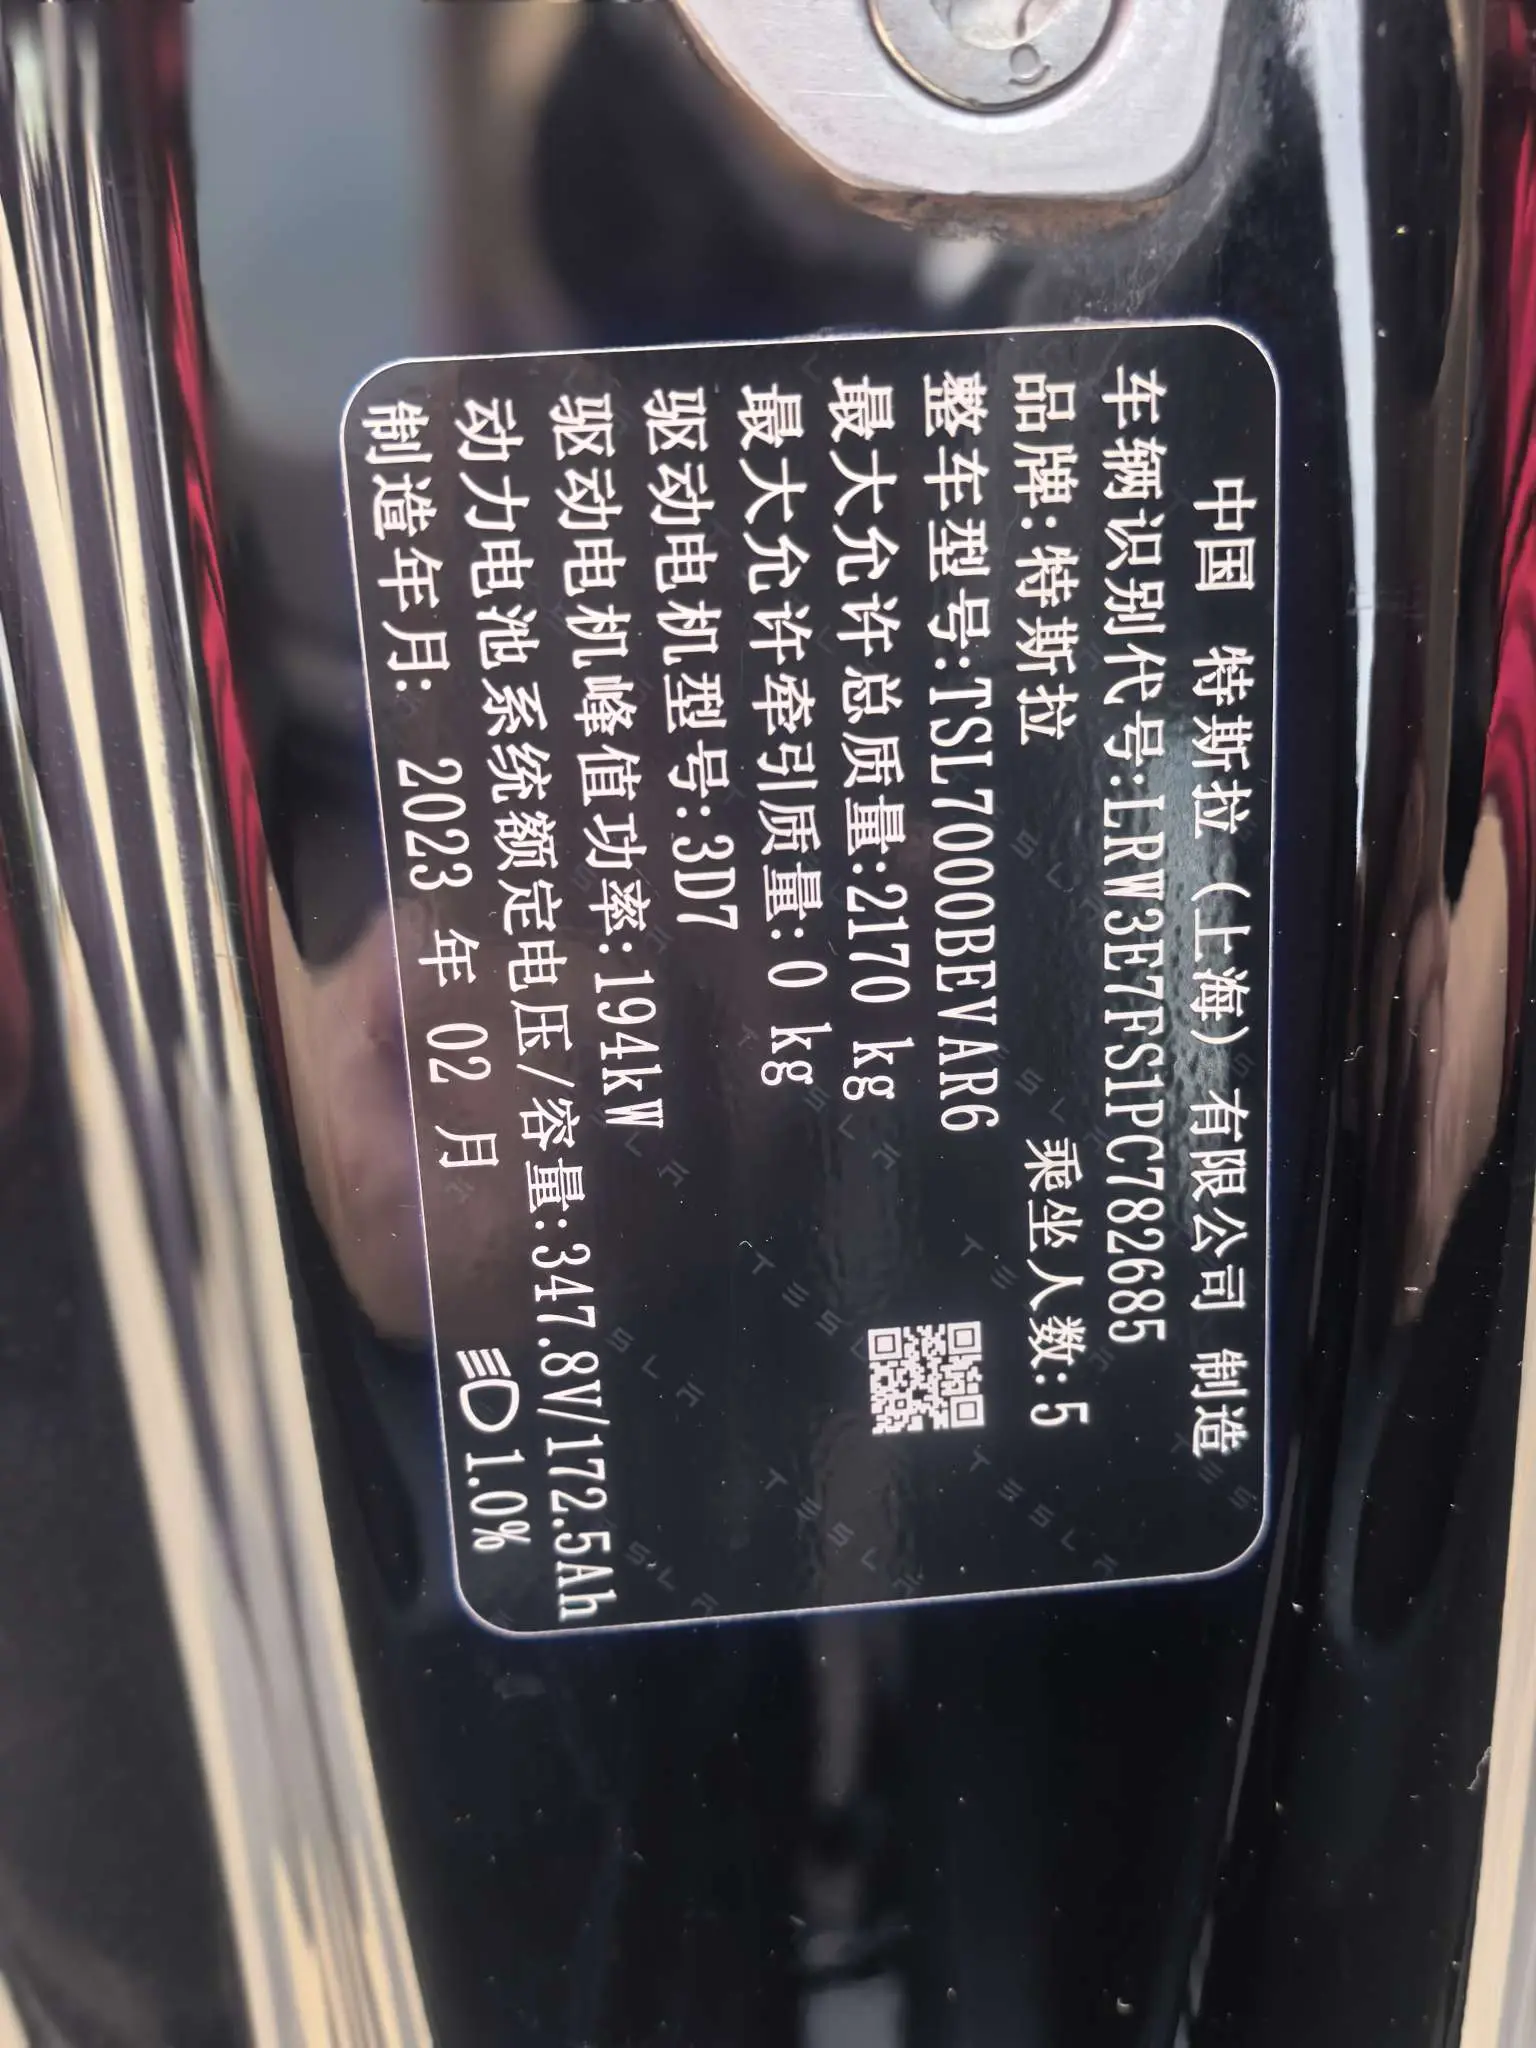 中国 特斯拉（上海）有限公司 制造
车辆识别代号:LRW3E7FS1PC782685
品牌:特斯拉 乘坐人数:5
整车型号:TSL7000BEVAR6
最大允许总质量:2170 kg
最大允许牵引质量:0 kg
驱动电机型号:3D7
驱动电机峰值功率:194kW
动力电池系统额定电压/容量:347.8V/172.5Ah
制造年月: 2023 年 02 月 1.0%